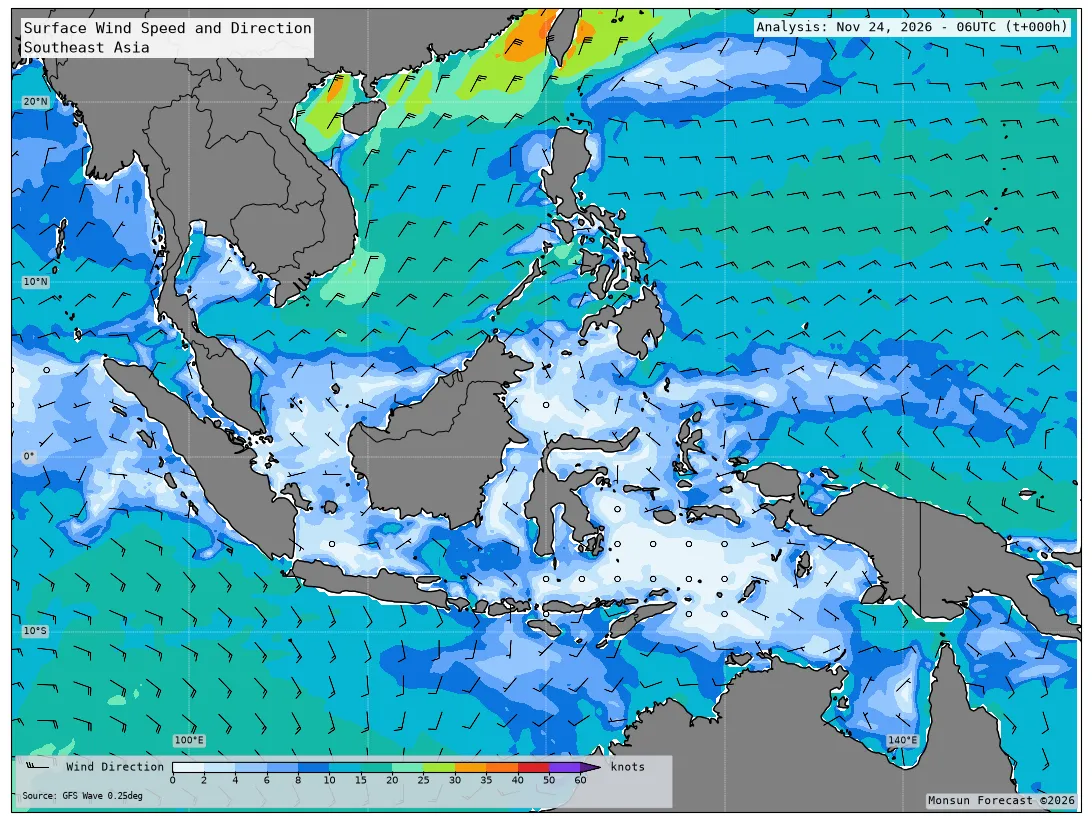 Surface Wind Speed and Direction
Southeast Asia
Analysis: Nov 24, 2026 - 06UTC (t+000h)
20°N
10°N
0°
10°S
100°E
140°E
Wind Direction
0 2 4 6 8 10 15 20 25 30 35 40 50 60
knots
Source: GFS Wave 0.25deg
Monsun Forecast ©2026